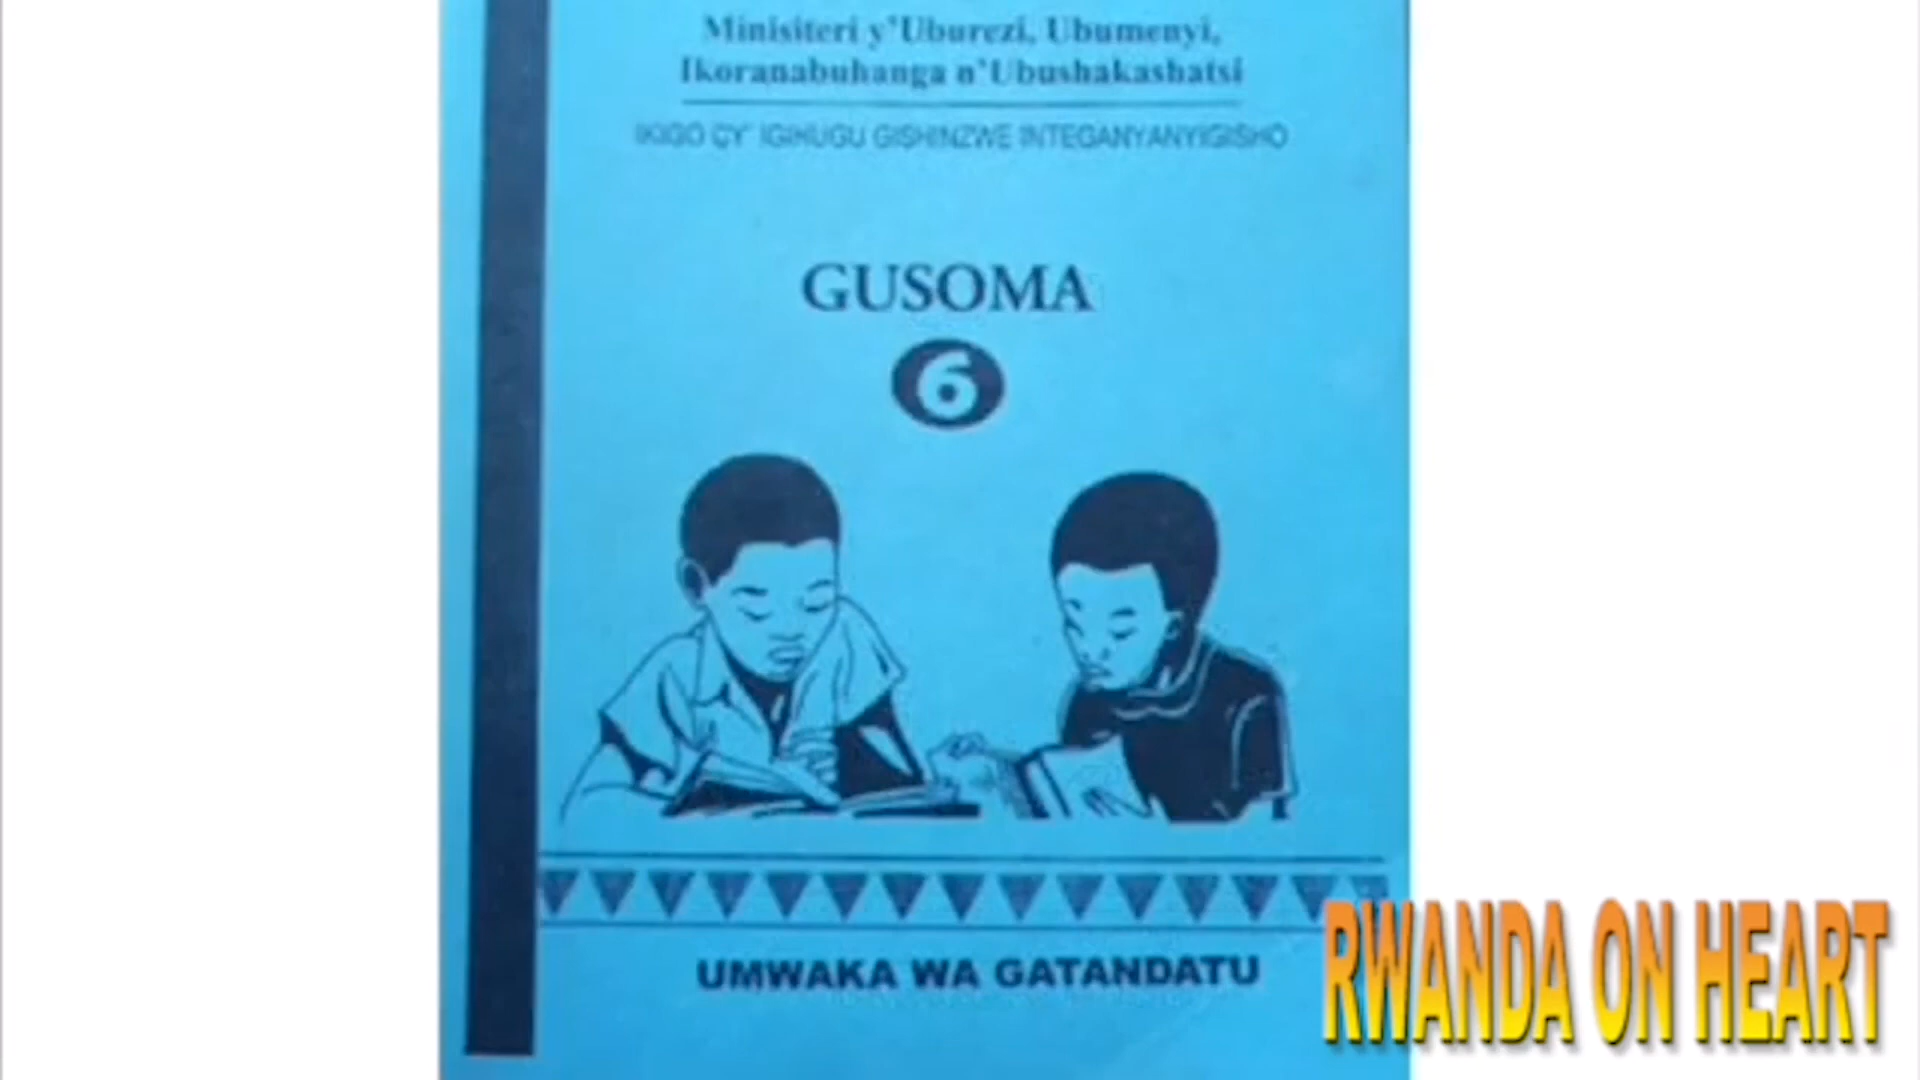 Minisiteri y'Uburezi, Ubumenyi,
Ikoranabuhanga n'Ubushakashatsi
IKIGO CY' IGIHUGU GISHINZWE INTEGANYANYIGISHO
GUSOMA
6
UMWAKA WA GATANDATU
RWANDA ON HEART